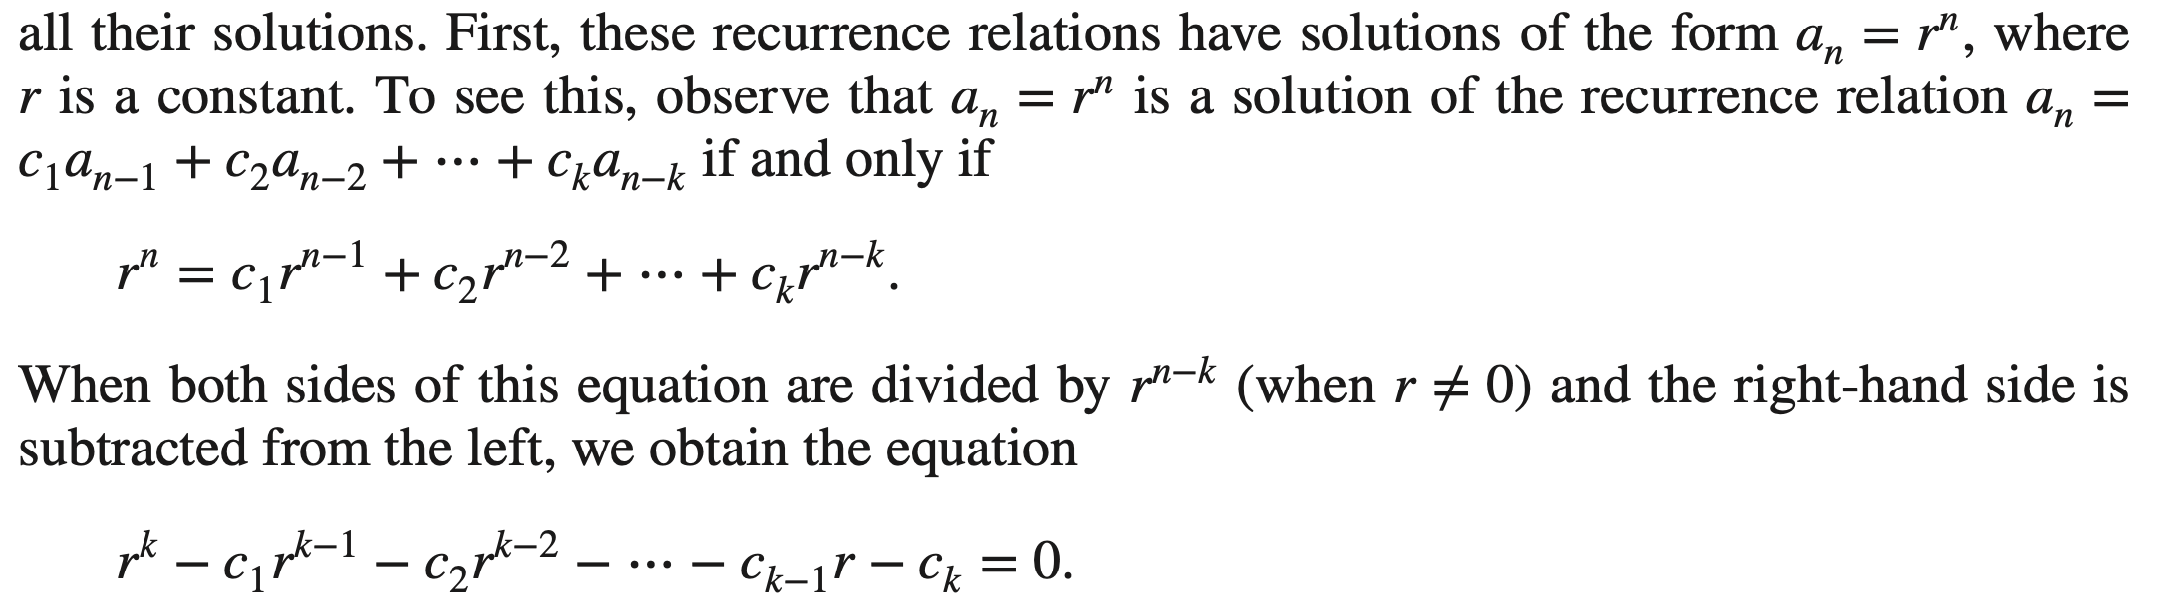 all their solutions. First, these recurrence relations have solutions of the form aₙ = rⁿ, where
r is a constant. To see this, observe that aₙ = rⁿ is a solution of the recurrence relation aₙ =
c₁aₙ₋₁ + c₂aₙ₋₂ + ⋯ + cₖaₙ₋ₖ if and only if
rⁿ = c₁rⁿ⁻¹ + c₂rⁿ⁻² + ⋯ + cₖrⁿ⁻ᵏ.
When both sides of this equation are divided by rⁿ⁻ᵏ (when r ≠ 0) and the right-hand side is
subtracted from the left, we obtain the equation
rᵏ − c₁rᵏ⁻¹ − c₂rᵏ⁻² − ⋯ − cₖ₋₁r − cₖ = 0.